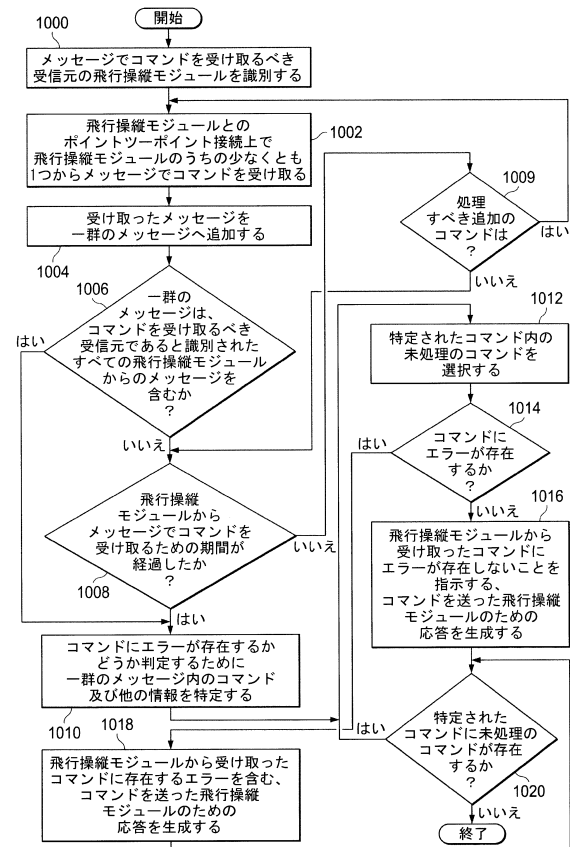 開始
1000
メッセージでコマンドを受け取るべき
受信元の飛行操縦モジュールを識別する
飛行操縦モジュールとの
ポイントツーポイント接続上で
飛行操縦モジュールのうちの少なくとも
1つからメッセージでコマンドを受け取る
1002
受け取ったメッセージを
一群のメッセージへ追加する
1004
1006
一群の
メッセージは、
コマンドを受け取るべき
受信元であると識別された
すべての飛行操縦モジュール
からのメッセージを
含むか
?
はい
いいえ
飛行操縦
モジュールから
メッセージでコマンドを
受け取るための期間が
経過したか
?
1008
いいえ
はい
1009
処理
すべき追加の
コマンドは
?
はい
いいえ
コマンドにエラーが存在するか
どうか判定するために
一群のメッセージ内のコマンド
及び他の情報を特定する
1010
1012
特定されたコマンド内の
未処理のコマンドを
選択する
1014
コマンドに
エラーが存在
するか
?
はい
いいえ
1016
飛行操縦モジュールから
受け取ったコマンドに
エラーが存在しないことを
指示する、
コマンドを送った飛行操縦
モジュールのための
応答を生成する
1018
飛行操縦モジュールから受け取った
コマンドに存在するエラーを含む、
コマンドを送った飛行操縦
モジュールのための
応答を生成する
特定された
コマンドに未処理の
コマンドが存在
するか
?
1020
はい
いいえ
終了